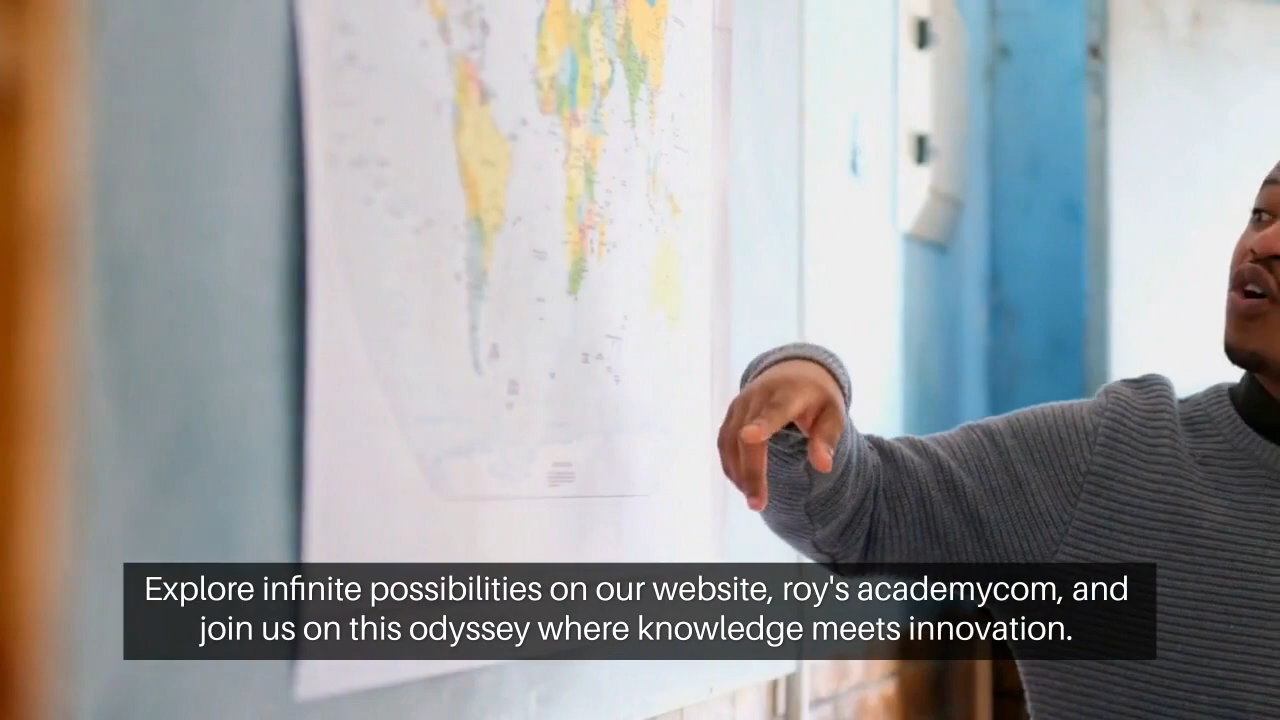 Explore infinite possibilities on our website, roy's academycom, and
join us on this odyssey where knowledge meets innovation.